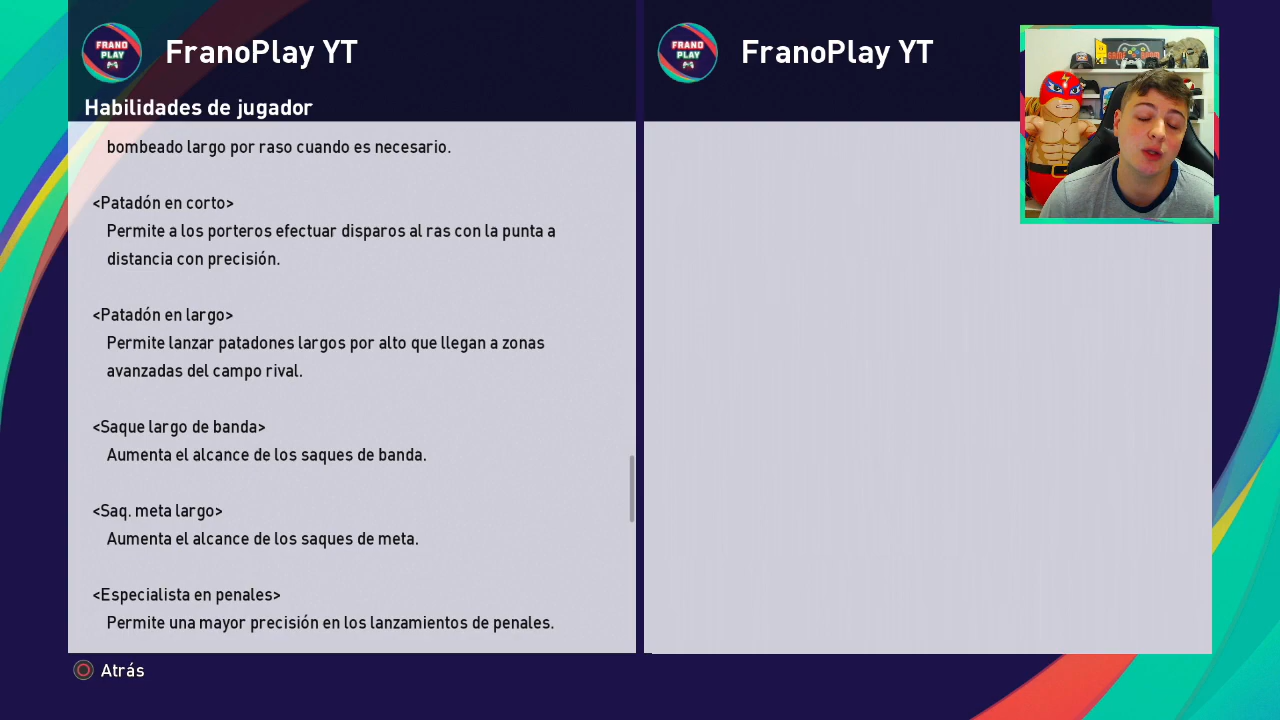 FRANO
PLAY
FranoPlay YT
FRANO
PLAY
FranoPlay YT
Habilidades de jugador
bombeado largo por raso cuando es necesario.
<Patadón en corto>
Permite a los porteros efectuar disparos al ras con la punta a
distancia con precisión.
<Patadón en largo>
Permite lanzar patadones largos por alto que llegan a zonas
avanzadas del campo rival.
<Saque largo de banda>
Aumenta el alcance de los saques de banda.
<Saq. meta largo>
Aumenta el alcance de los saques de meta.
<Especialista en penales>
Permite una mayor precisión en los lanzamientos de penales.
Atrás